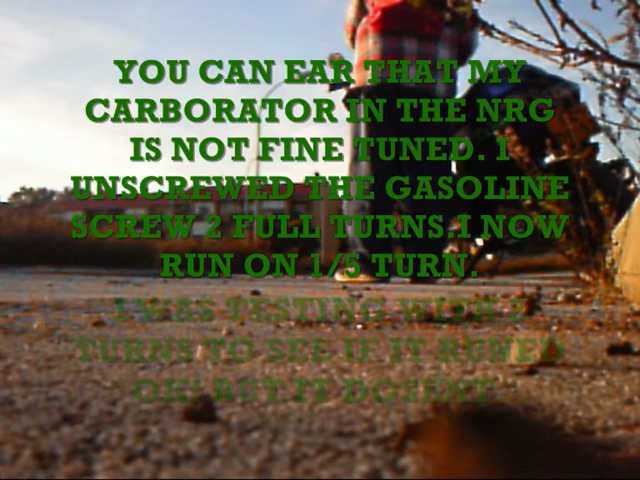 YOU CAN EAR THAT MY
CARBORATOR IN THE NRG
IS NOT FINE TUNED. I
UNSCREWED THE GASOLINE
SCREW 2 FULL TURNS.I NOW
RUN ON 1/5 TURN.
I WAS TESTING WITH 2
TURNS TO SEE IF IT RUNED
OK! BUT IT DOSENT.